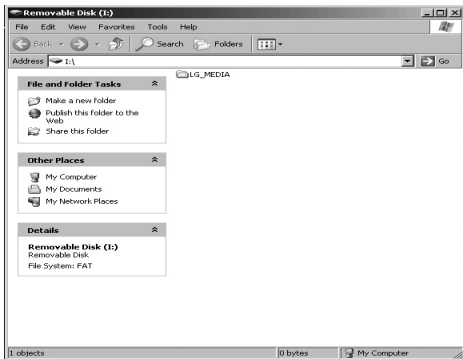 Removable Disk (I:)
File Edit View Favorites Tools Help
Back Search Folders
Address I:\ Go
File and Folder Tasks
Make a new folder
Publish this folder to the
Web
Share this folder
Other Places
My Computer
My Documents
My Network Places
Details
Removable Disk (I:)
Removable Disk
File System: FAT
LG_MEDIA
1 objects 0 bytes My Computer